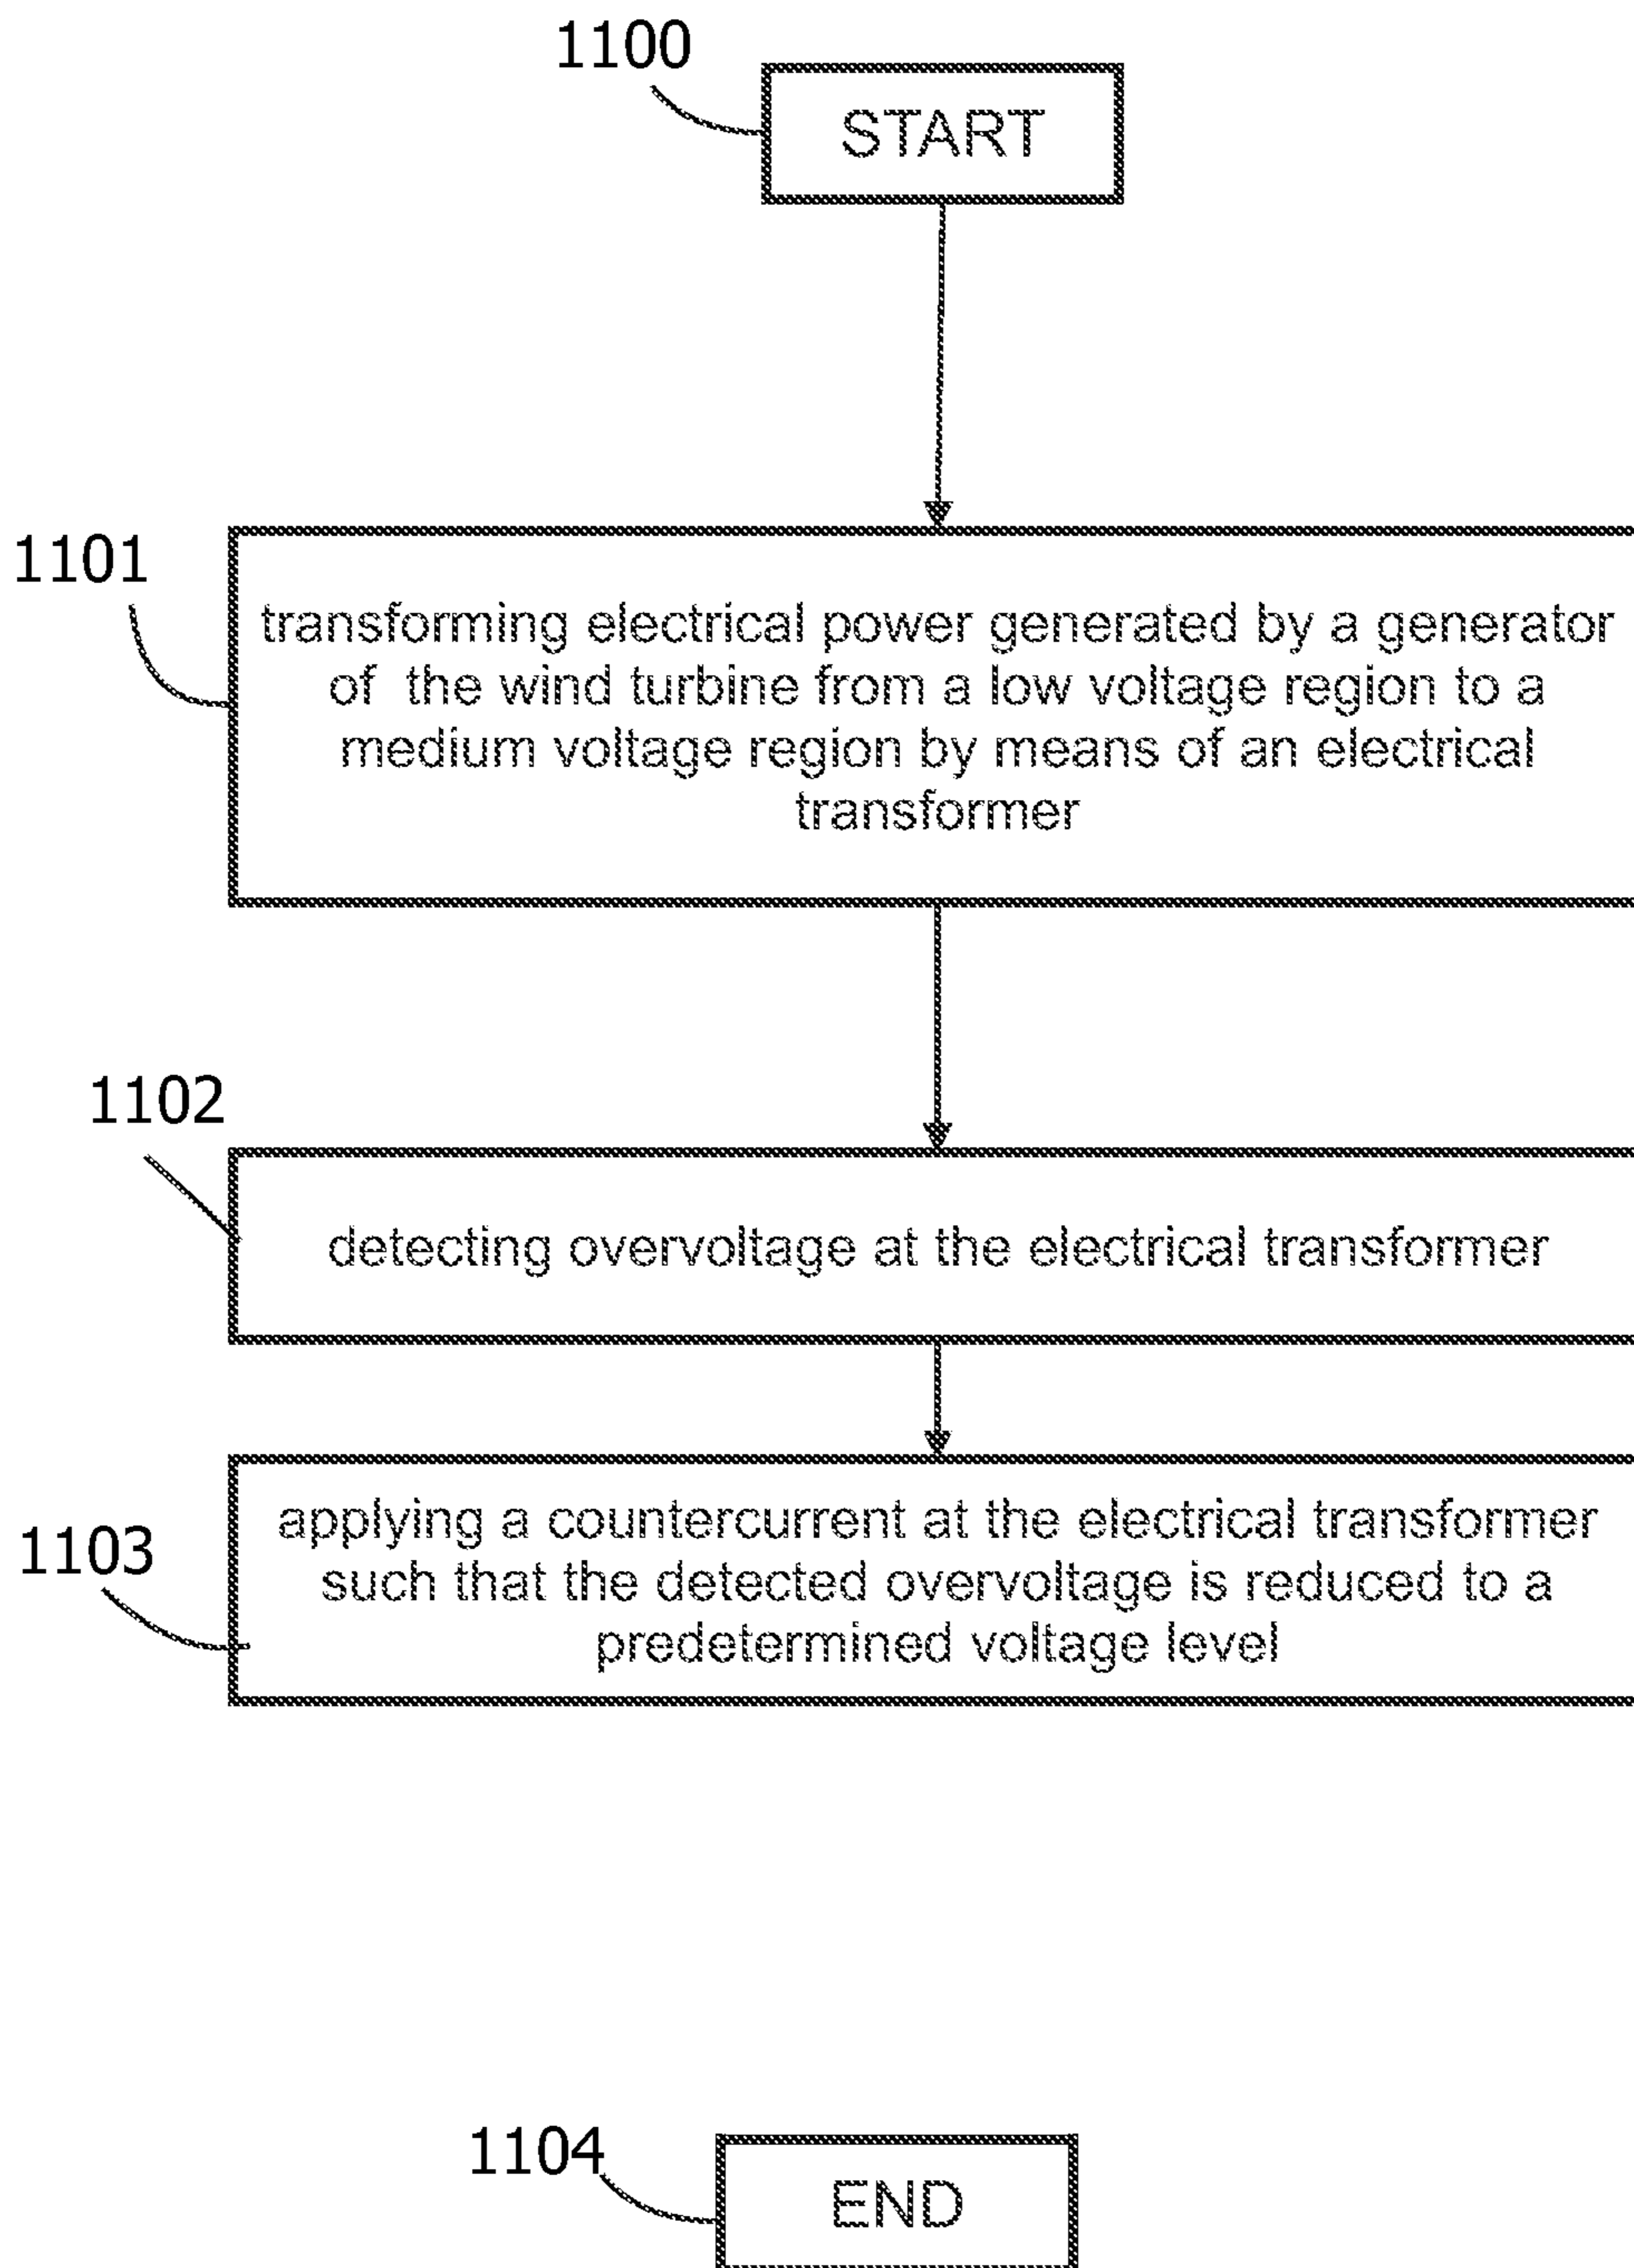 1100
START
1101
transforming electrical power generated by a generator
of the wind turbine from a low voltage region to a
medium voltage region by means of an electrical
transformer
1102
detecting overvoltage at the electrical transformer
1103
applying a countercurrent at the electrical transformer
such that the detected overvoltage is reduced to a
predetermined voltage level
1104
END